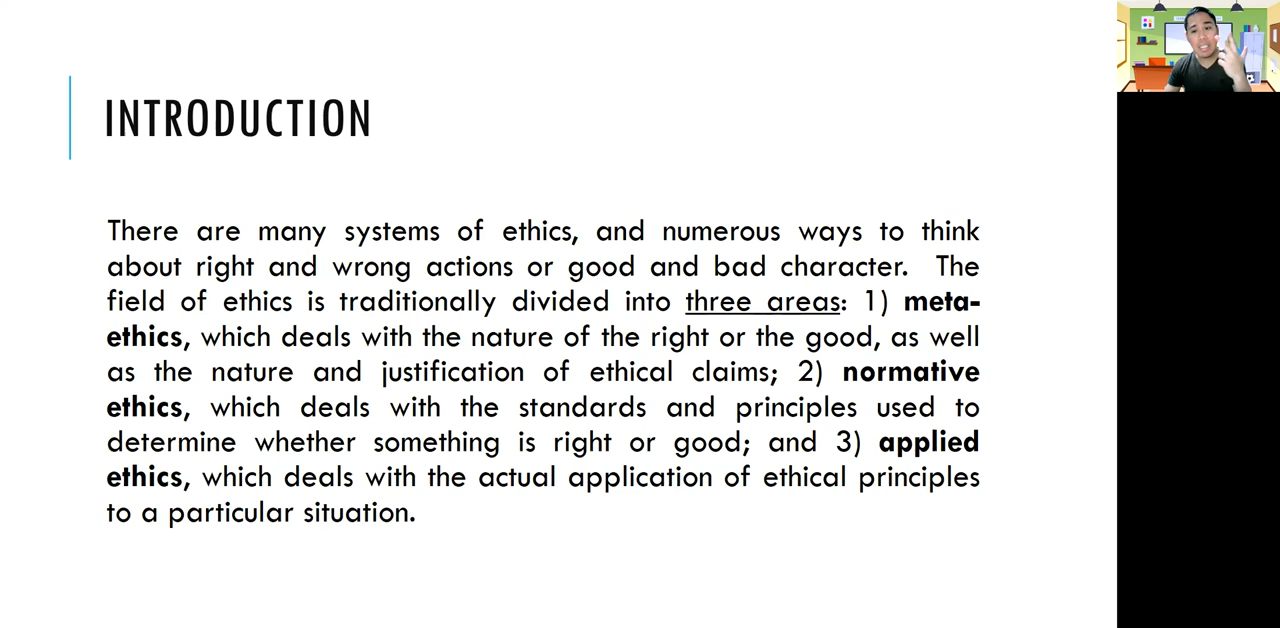 INTRODUCTION
There are many systems of ethics, and numerous ways to think
about right and wrong actions or good and bad character. The
field of ethics is traditionally divided into three areas: 1) meta-
ethics, which deals with the nature of the right or the good, as well
as the nature and justification of ethical claims; 2) normative
ethics, which deals with the standards and principles used to
determine whether something is right or good; and 3) applied
ethics, which deals with the actual application of ethical principles
to a particular situation.